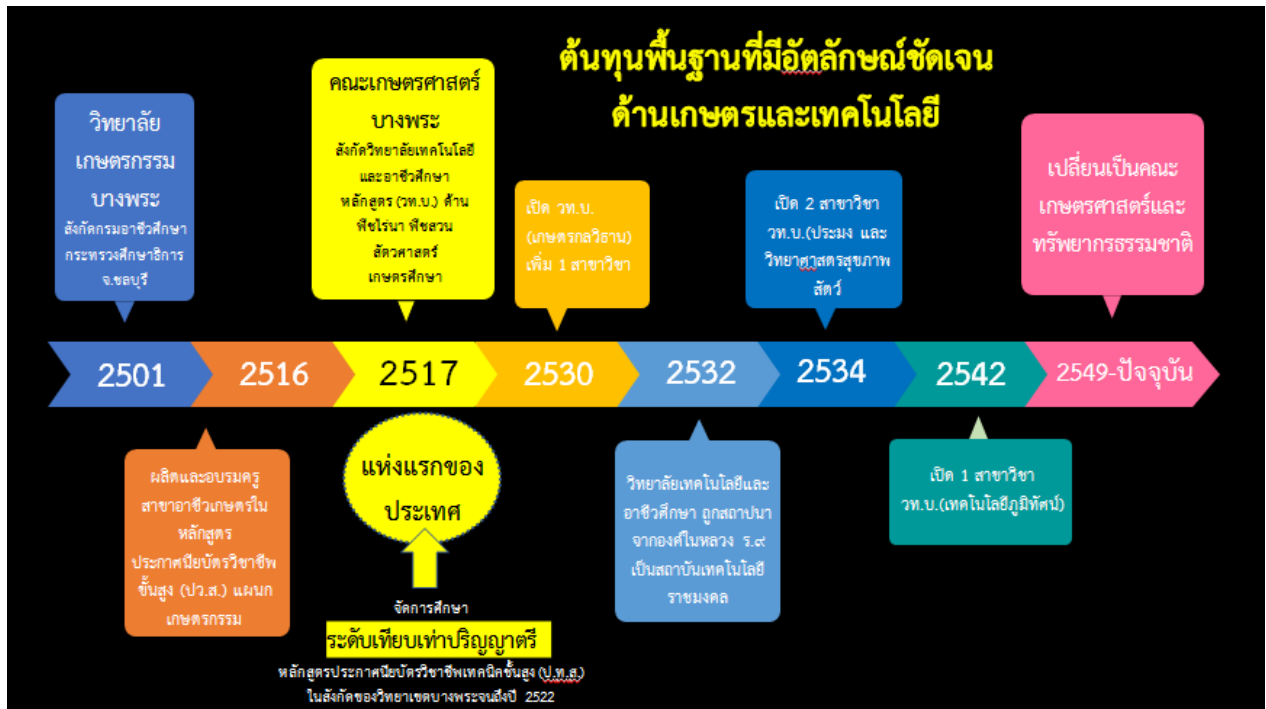 ต้นทุนพื้นฐานที่มีอัตลักษณ์ชัดเจน
ด้านเกษตรและเทคโนโลยี
วิทยาลัย
เกษตรกรรม
บางพระ
สังกัดกรมอาชีวศึกษา
กระทรวงศึกษาธิการ
จ.ชลบุรี
คณะเกษตรศาสตร์
บางพระ
สังกัดวิทยาลัยเทคโนโลยี
และอาชีวศึกษา
หลักสูตร (วท.บ.) ด้าน
พืชไร่นา พืชสวน
สัตวศาสตร์
เกษตรศึกษา
เปิด วท.บ.
(เกษตรกลวิธาน)
เพิ่ม 1 สาขาวิชา
เปิด 2 สาขาวิชา
วท.บ.(ประมง และ
วิทยาศาสตรสุขภาพ
สัตว์
เปลี่ยนเป็นคณะ
เกษตรศาสตร์และ
ทรัพยากรธรรมชาติ
2501
2516
2517
2530
2532
2534
2542
2549-ปัจจุบัน
ผลิตและอบรมครู
สาขาอาชีวเกษตรใน
หลักสูตร
ประกาศนียบัตรวิชาชีพ
ชั้นสูง (ปว.ส.) แผนก
เกษตรกรรม
แห่งแรกของ
ประเทศ
จัดการศึกษา
ระดับเทียบเท่าปริญญาตรี
หลักสูตรประกาศนียบัตรวิชาชีพเทคนิคชั้นสูง (ป.ท.ส.)
ในสังกัดของวิทยาเขตบางพระจนถึงปี 2522
วิทยาลัยเทคโนโลยีและ
อาชีวศึกษา ถูกสถาปนา
จากองค์ในหลวง ร.๙
เป็นสถาบันเทคโนโลยี
ราชมงคล
เปิด 1 สาขาวิชา
วท.บ.(เทคโนโลยีภูมิทัศน์)